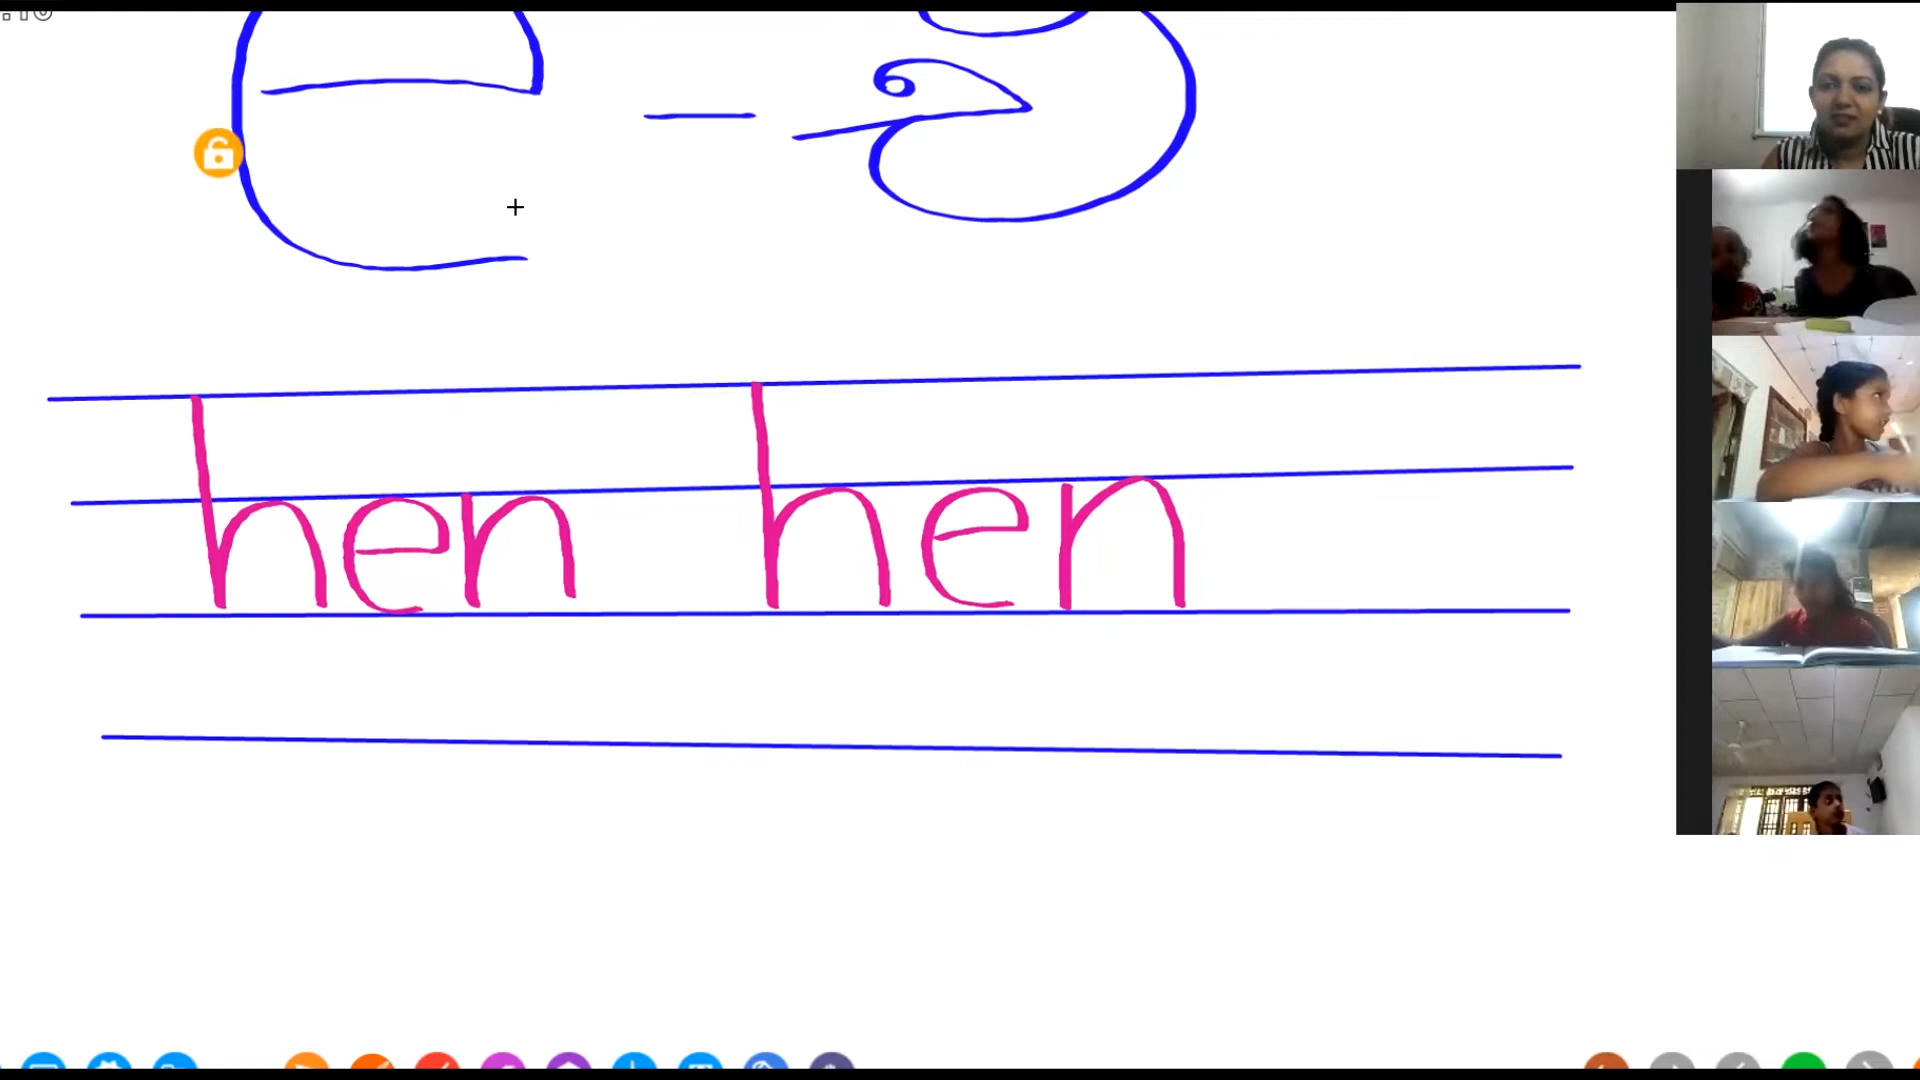 e – එ
hen hen